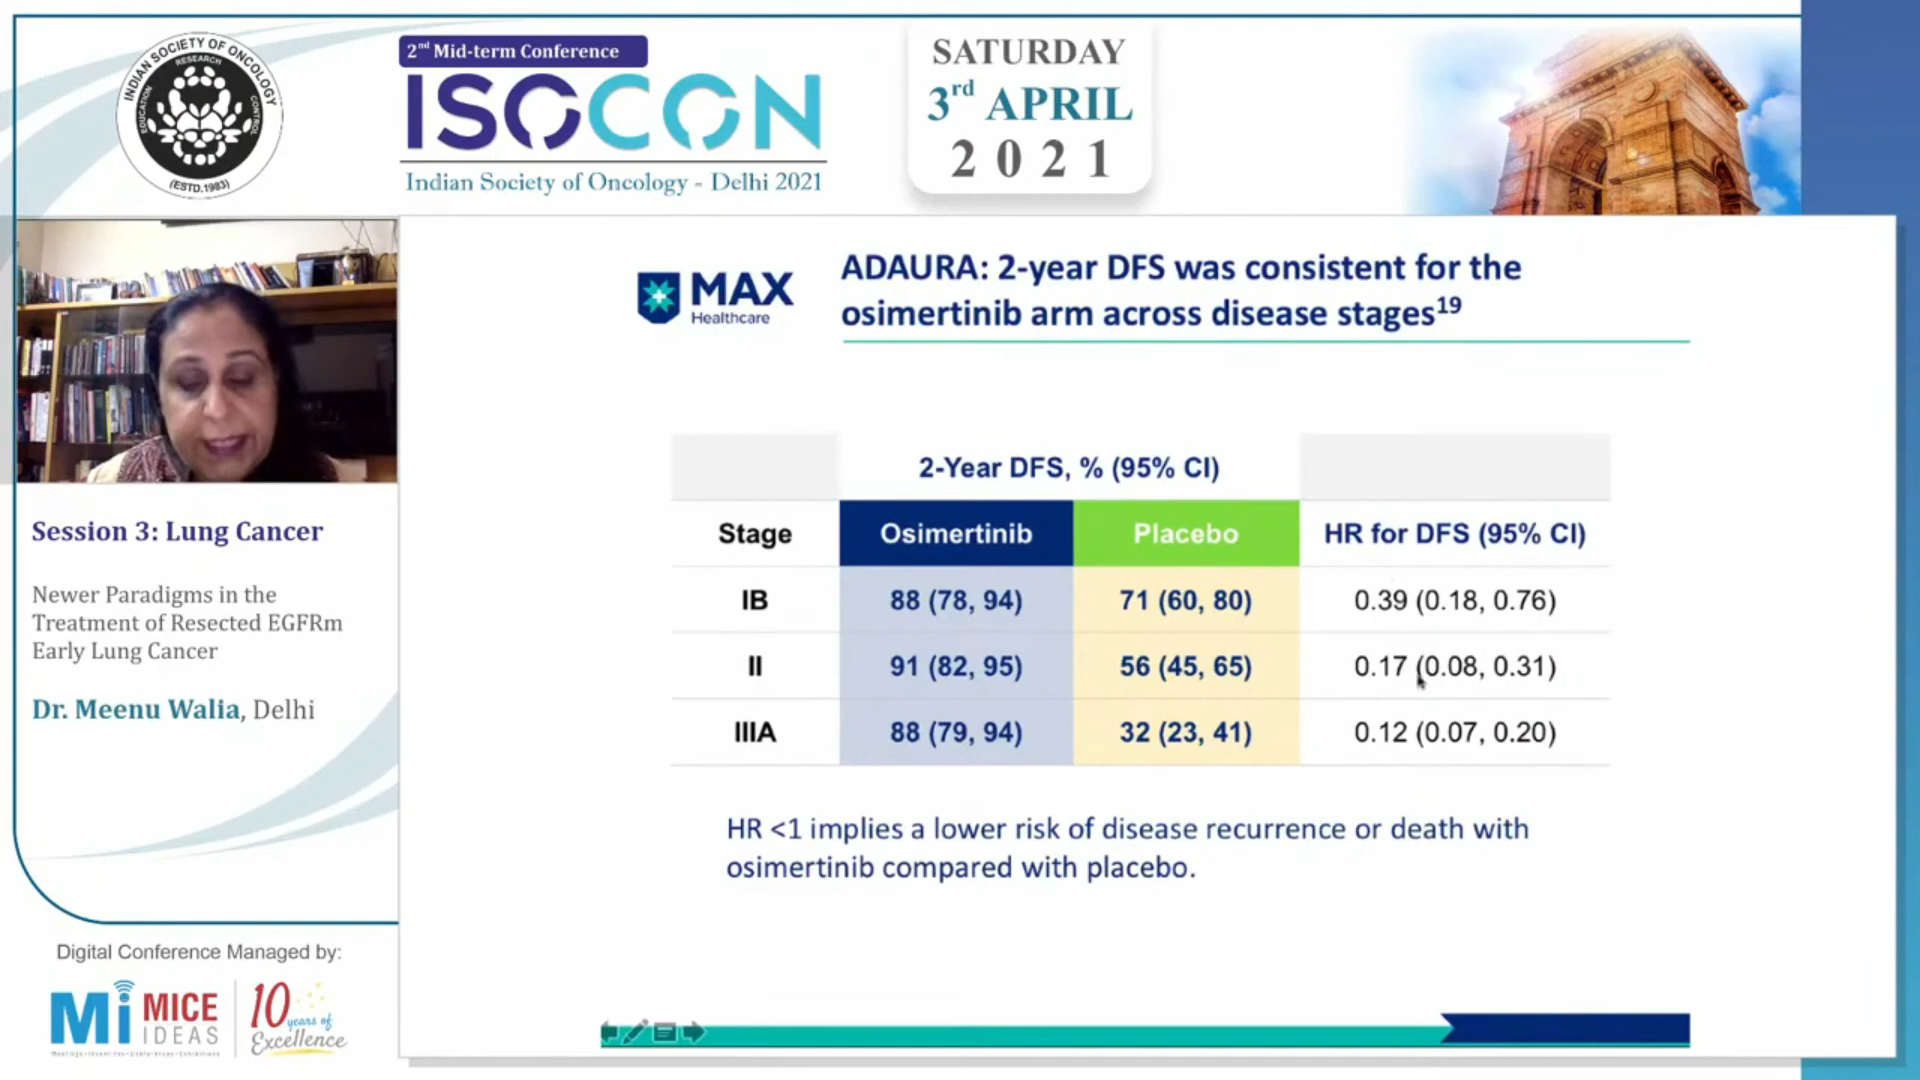 INDIAN SOCIETY OF ONCOLOGY
RESEARCH
EDUCATION
CONTROL
(ESTD.1983)
2nd Mid-term Conference
ISOCON
Indian Society of Oncology - Delhi 2021
SATURDAY
3rd APRIL
2021
Session 3: Lung Cancer
Newer Paradigms in the
Treatment of Resected EGFRm
Early Lung Cancer
Dr. Meenu Walia, Delhi
Digital Conference Managed by:
Mi MICE
IDEAS
10
years of
Excellence
MAX
Healthcare
ADAURA: 2-year DFS was consistent for the
osimertinib arm across disease stages19
2-Year DFS, % (95% CI)
Stage Osimertinib Placebo HR for DFS (95% CI)
IB 88 (78, 94) 71 (60, 80) 0.39 (0.18, 0.76)
II 91 (82, 95) 56 (45, 65) 0.17 (0.08, 0.31)
IIIA 88 (79, 94) 32 (23, 41) 0.12 (0.07, 0.20)
HR <1 implies a lower risk of disease recurrence or death with
osimertinib compared with placebo.